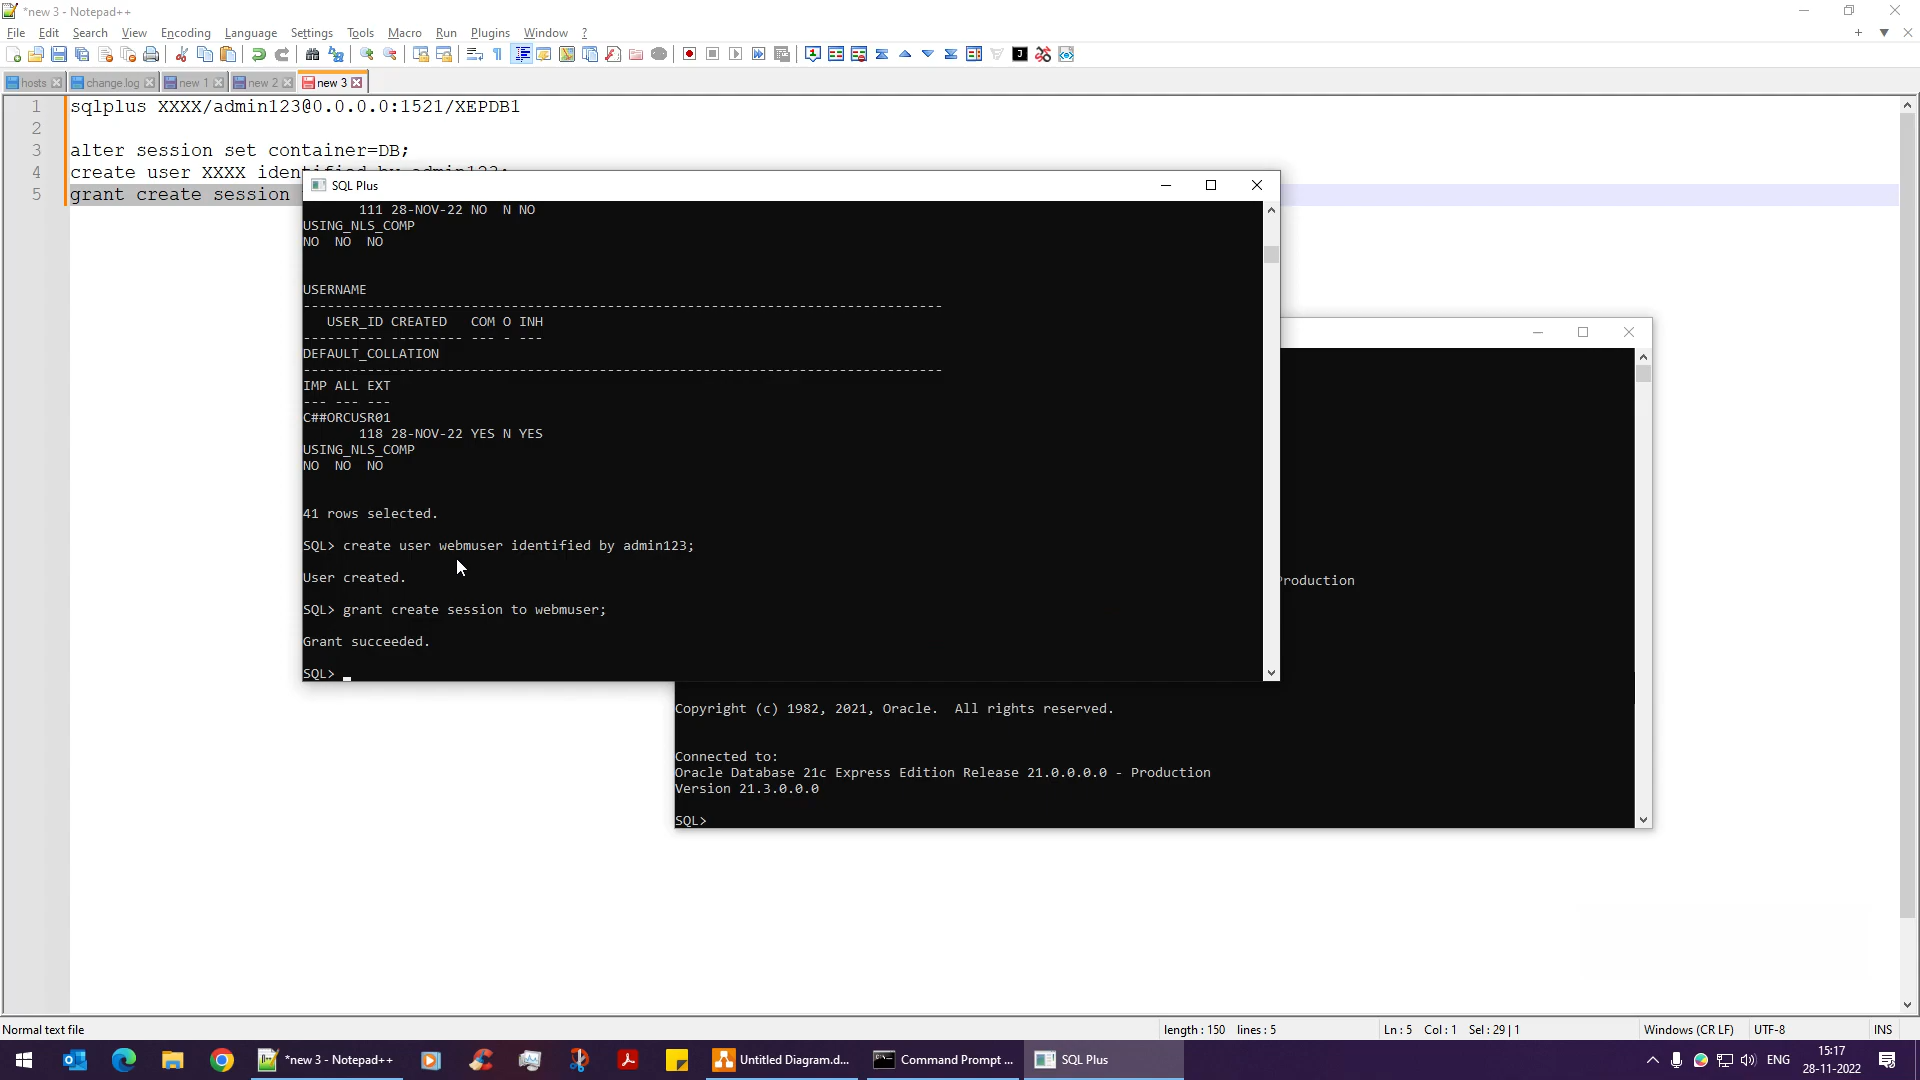 *new 3 - Notepad++
File Edit Search View Encoding Language Settings Tools Macro Run Plugins Window ?
hosts change.log new 1 new 2 new 3
1 sqlplus XXXX/admin123@0.0.0.0:1521/XEPDB1
2
3 alter session set container=DB;
4 create user XXXX identified by admin123;
5 grant create session
SQL Plus
111 28-NOV-22 NO N NO
USING_NLS_COMP
NO NO NO
USERNAME
--------------------------------------------------------------------------------
USER_ID CREATED COM O INH
---------- --------- --- - ---
DEFAULT_COLLATION
--------------------------------------------------------------------------------
IMP ALL EXT
--- --- ---
C##ORCUSR01
118 28-NOV-22 YES N YES
USING_NLS_COMP
NO NO NO
41 rows selected.
SQL> create user webmuser identified by admin123;
User created.
SQL> grant create session to webmuser;
Grant succeeded.
SQL>
Production
Copyright (c) 1982, 2021, Oracle. All rights reserved.
Connected to:
Oracle Database 21c Express Edition Release 21.0.0.0.0 - Production
Version 21.3.0.0.0
SQL>
Normal text file length : 150 lines : 5 Ln : 5 Col : 1 Sel : 29 | 1 Windows (CR LF) UTF-8 INS
*new 3 - Notepad++ Untitled Diagram.d... Command Prompt ... SQL Plus ENG 15:17
28-11-2022